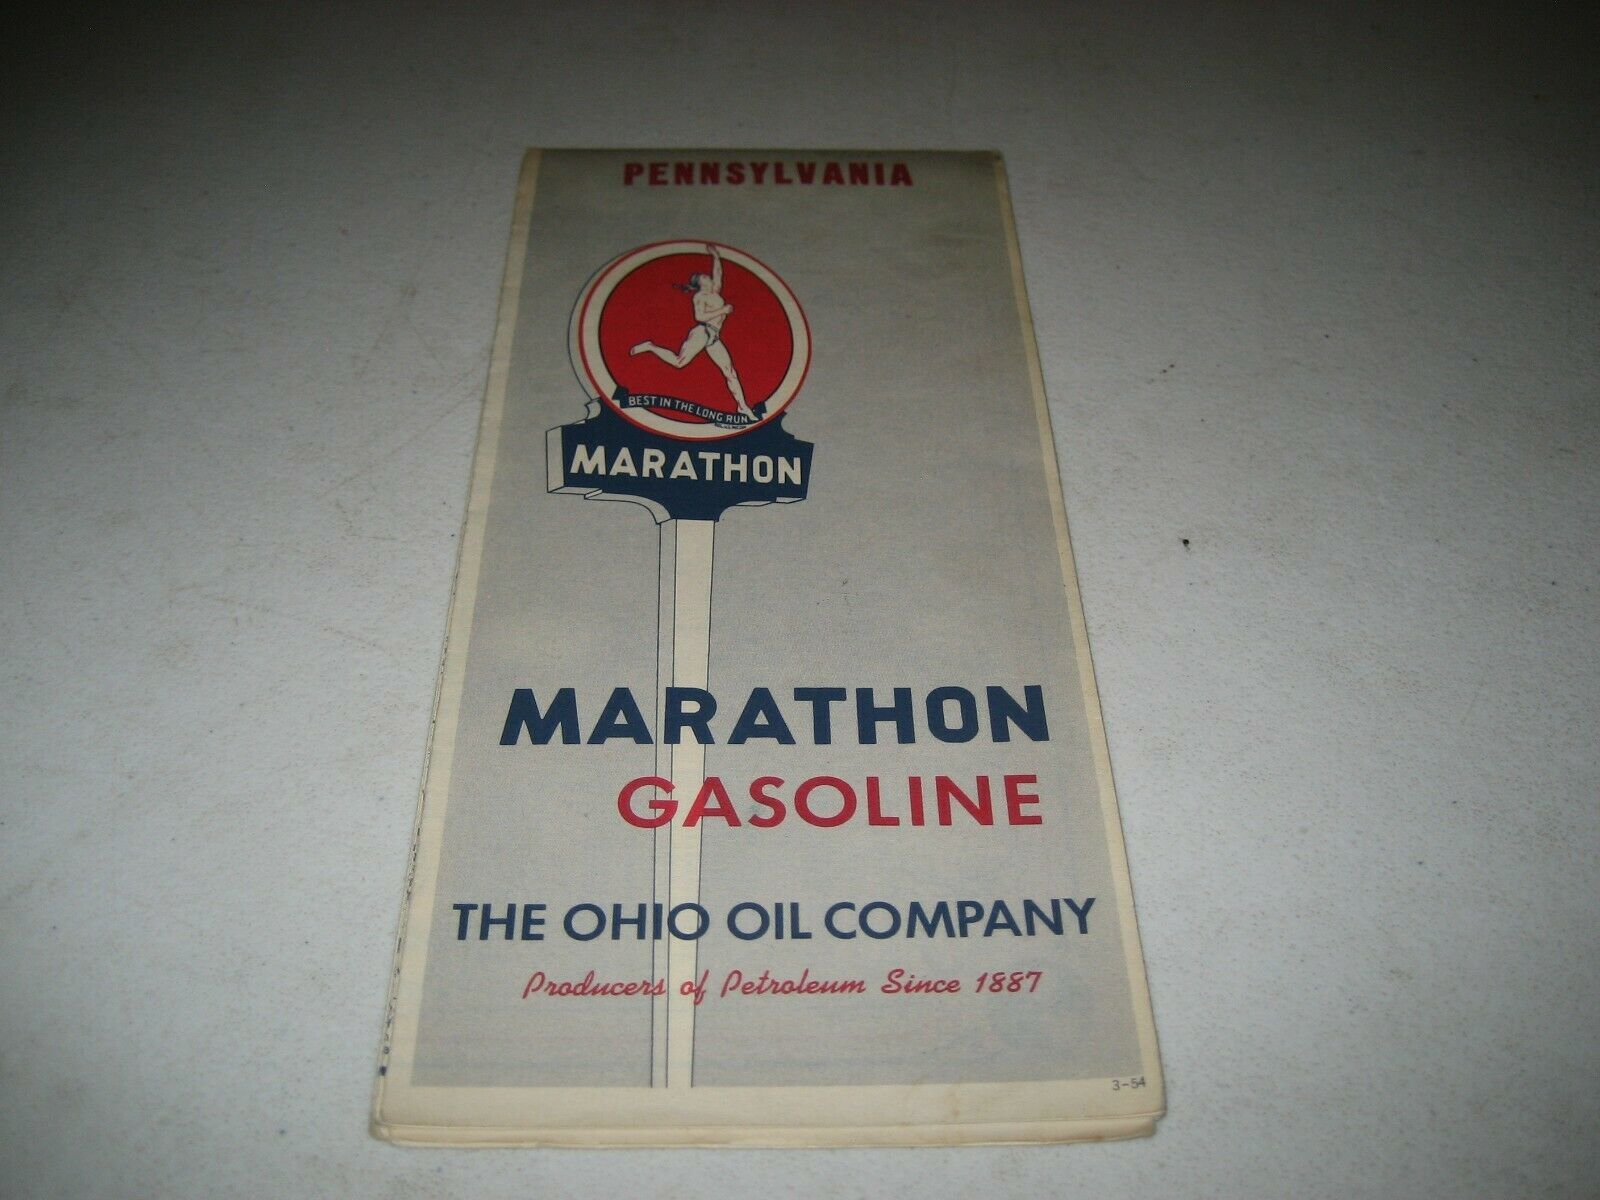 PENNSYLVANIA
BEST IN THE LONG RUN
MARATHON
MARATHON
GASOLINE
THE OHIO OIL COMPANY
Producers of Petroleum Since 1887
3-54